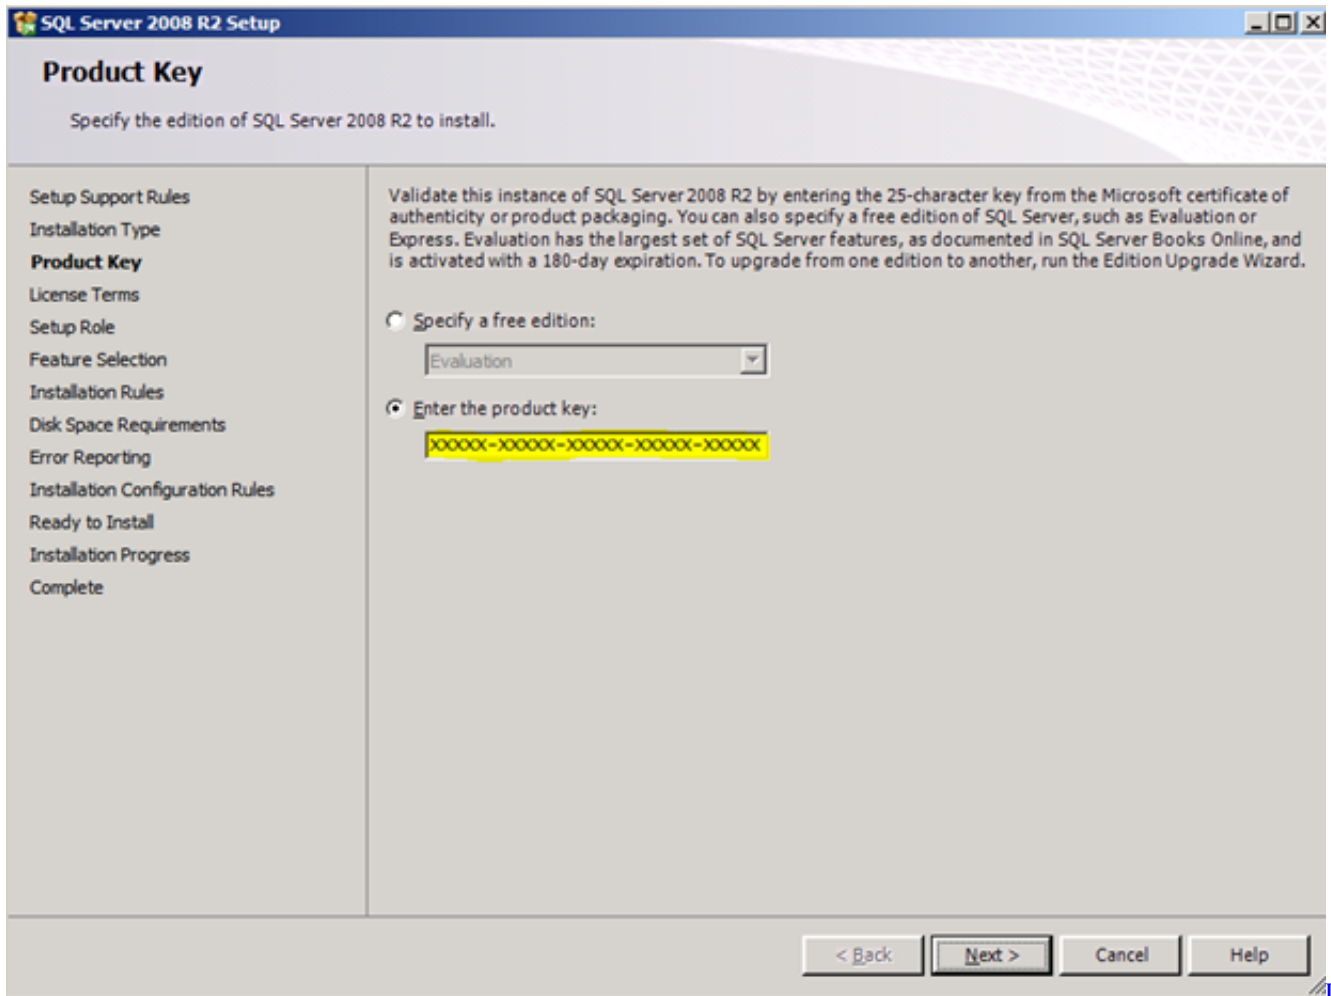 SQL Server 2008 R2 Setup
Product Key
Specify the edition of SQL Server 2008 R2 to install.
Setup Support Rules
Installation Type
Product Key
License Terms
Setup Role
Feature Selection
Installation Rules
Disk Space Requirements
Error Reporting
Installation Configuration Rules
Ready to Install
Installation Progress
Complete
Validate this instance of SQL Server 2008 R2 by entering the 25-character key from the Microsoft certificate of
authenticity or product packaging. You can also specify a free edition of SQL Server, such as Evaluation or
Express. Evaluation has the largest set of SQL Server features, as documented in SQL Server Books Online, and
is activated with a 180-day expiration. To upgrade from one edition to another, run the Edition Upgrade Wizard.
Specify a free edition:
Evaluation
Enter the product key:
XXXXX-XXXXX-XXXXX-XXXXX-XXXXX
< Back
Next >
Cancel
Help